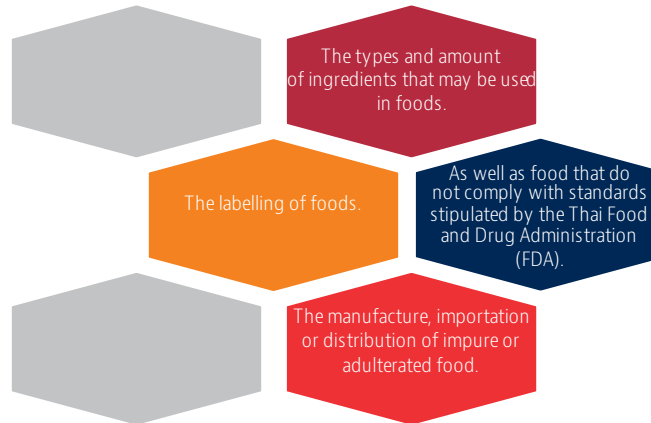 The types and amount
of ingredients that may be used
in foods.
The labelling of foods.
As well as food that do
not comply with standards
stipulated by the Thai Food
and Drug Administration
(FDA).
The manufacture, importation
or distribution of impure or
adulterated food.